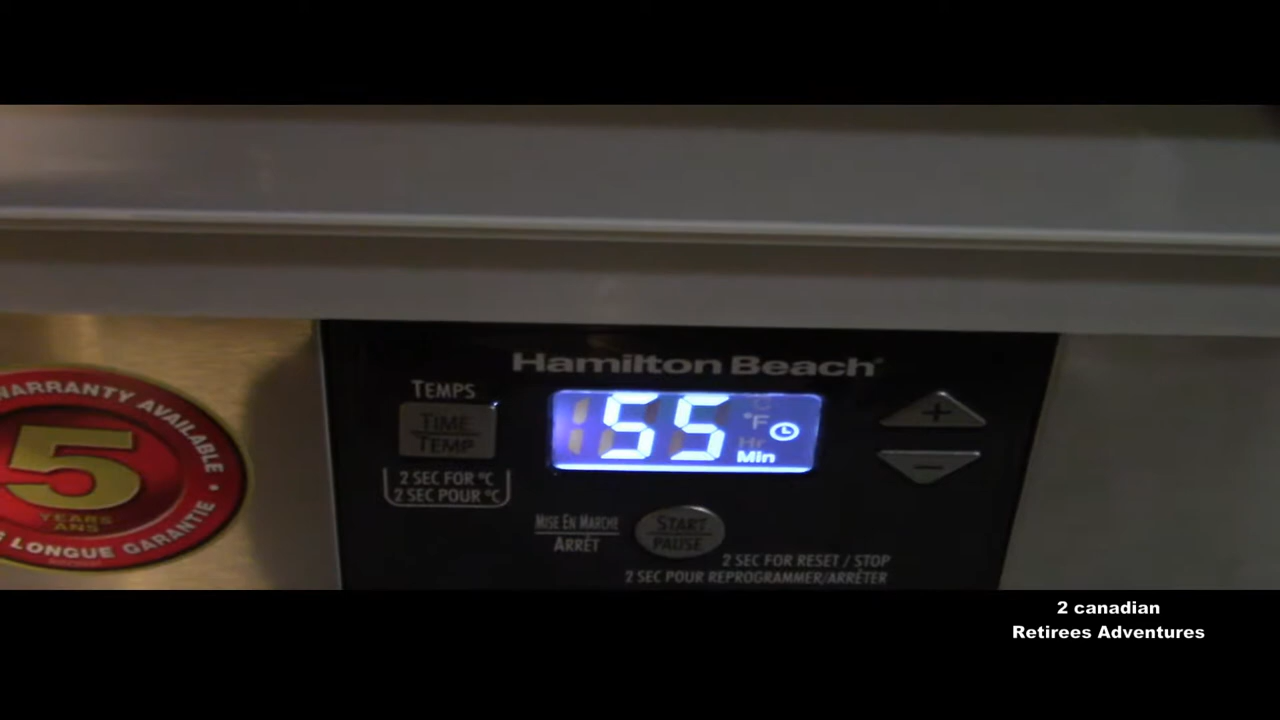 Hamilton Beach®
TEMPS
TIME
TEMP
2 SEC FOR °C
2 SEC POUR °C
55
°F
Hr
Min
+
−
MISE EN MARCHE
ARRÊT
START
PAUSE
2 SEC FOR RESET / STOP
2 SEC POUR REPROGRAMMER/ARRÊTER
WARRANTY AVAILABLE •
5
YEARS
ANS
LONGUE GARANTIE
2 canadian
Retirees Adventures